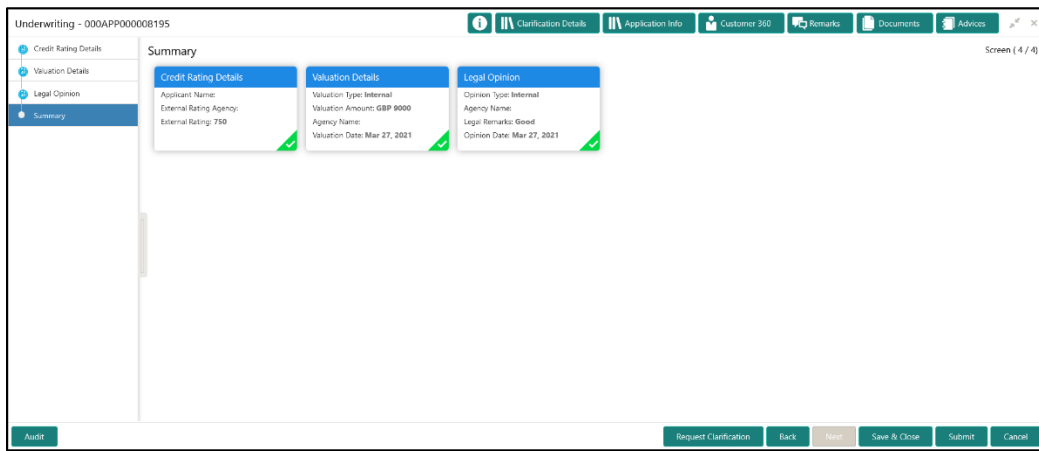 Underwriting - 000APP000008195
Clarification Details
Application Info
Customer 360
Remarks
Documents
Advices
Credit Rating Details
Valuation Details
Legal Opinion
Summary
Summary
Screen ( 4 / 4)
Credit Rating Details
Applicant Name:
External Rating Agency:
External Rating: 750
Valuation Details
Valuation Type: Internal
Valuation Amount: GBP 9000
Agency Name:
Valuation Date: Mar 27, 2021
Legal Opinion
Opinion Type: Internal
Agency Name:
Legal Remarks: Good
Opinion Date: Mar 27, 2021
Audit
Request Clarification
Back
Next
Save & Close
Submit
Cancel